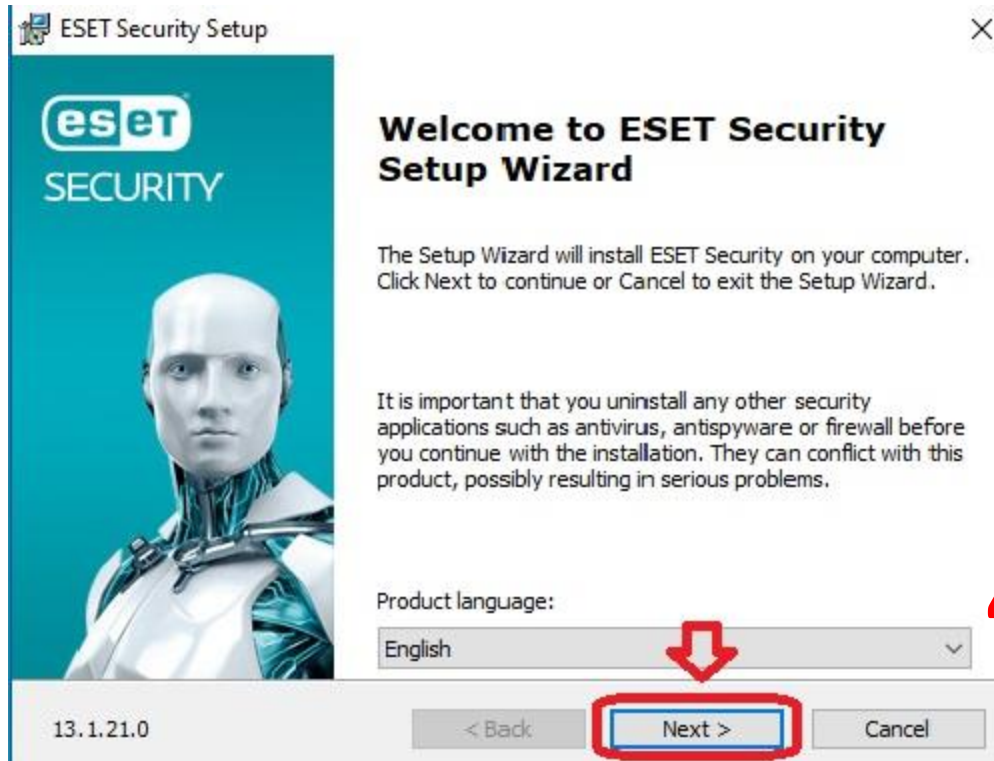 ESET Security Setup
eset
SECURITY
Welcome to ESET Security
Setup Wizard
The Setup Wizard will install ESET Security on your computer.
Click Next to continue or Cancel to exit the Setup Wizard.
It is important that you uninstall any other security
applications such as antivirus, antispyware or firewall before
you continue with the installation. They can conflict with this
product, possibly resulting in serious problems.
Product language:
English
13.1.21.0
< Back
Next >
Cancel